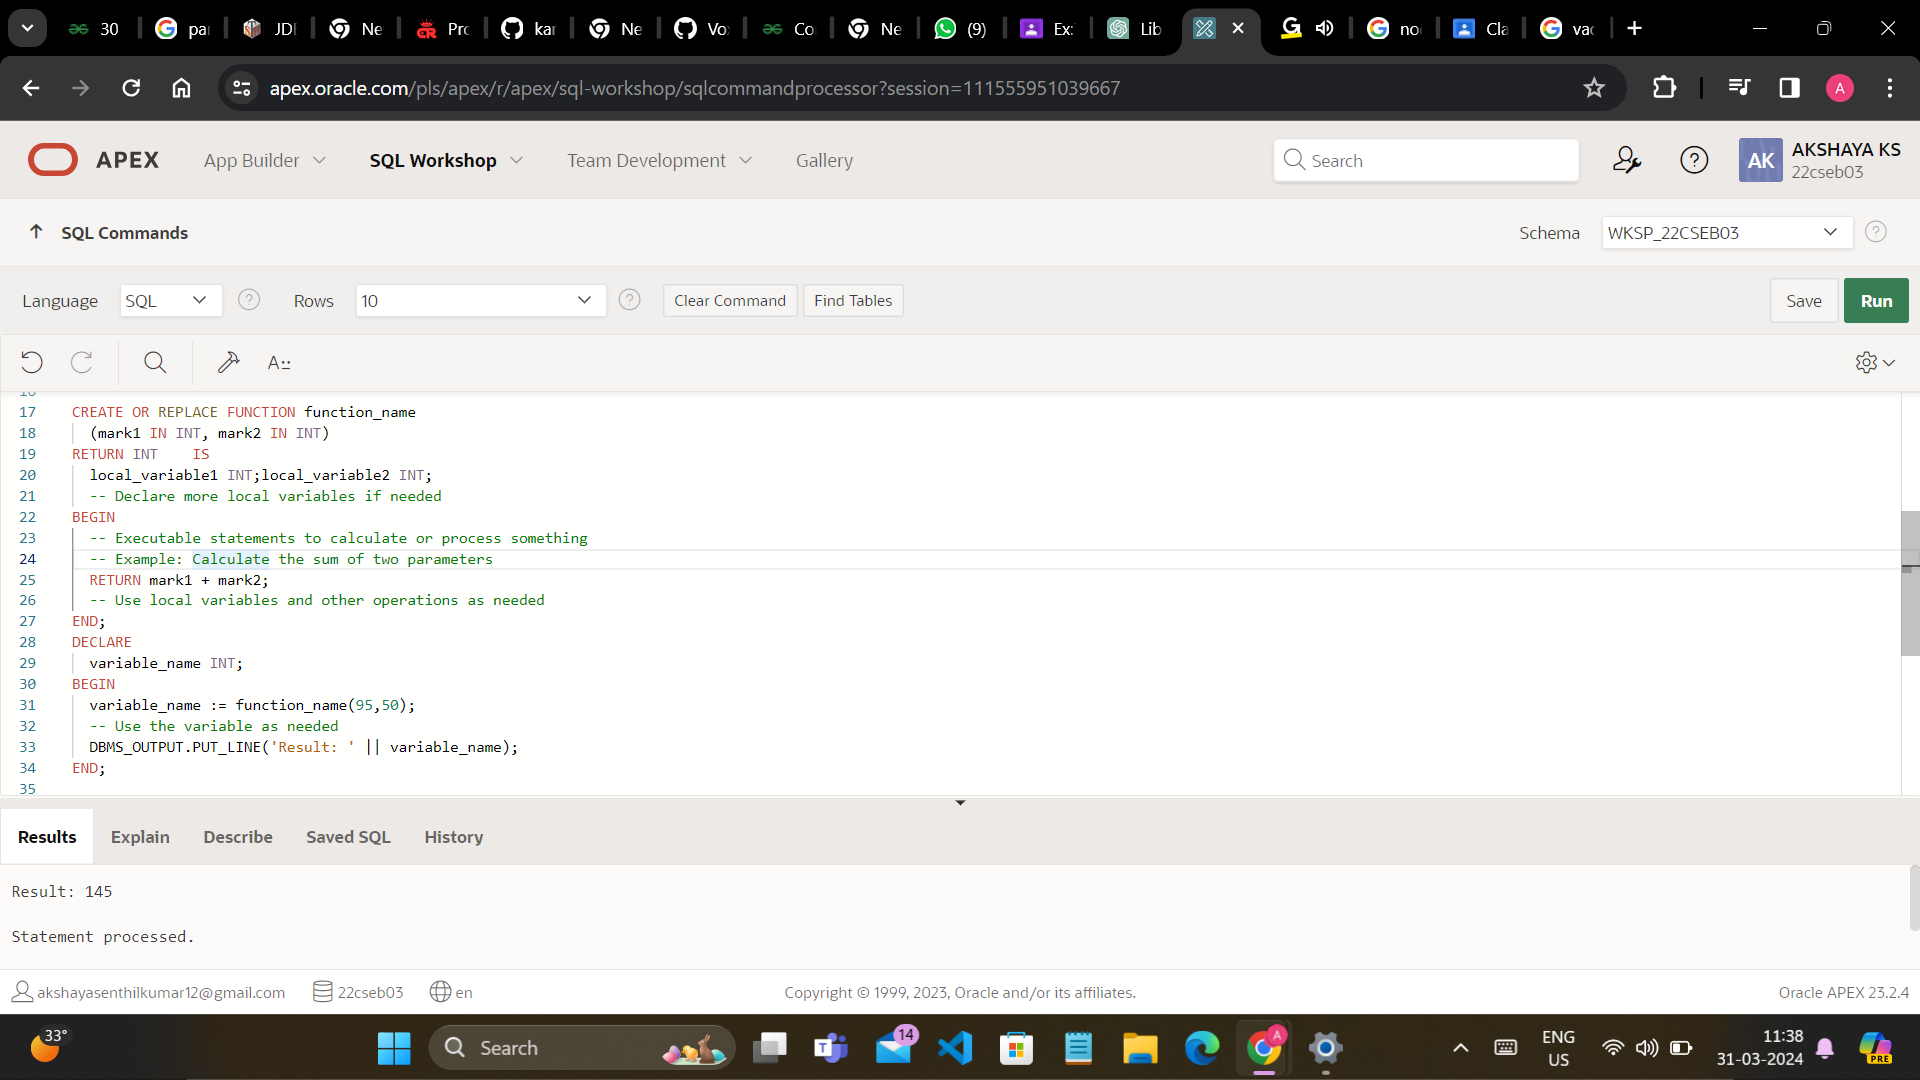 30
pa
JDI
Ne
Pro
kar
Ne
Vo
Co
Ne
(9)
Ex
Lib
no
Cla
vac
apex.oracle.com/pls/apex/r/apex/sql-workshop/sqlcommandprocessor?session=111555951039667
A
APEX
App Builder
SQL Workshop
Team Development
Gallery
Search
AK
AKSHAYA KS
22cseb03
SQL Commands
Schema
WKSP_22CSEB03
Language
SQL
Rows
10
Clear Command
Find Tables
Save
Run
16
17 CREATE OR REPLACE FUNCTION function_name
18 (mark1 IN INT, mark2 IN INT)
19 RETURN INT IS
20 local_variable1 INT;local_variable2 INT;
21 -- Declare more local variables if needed
22 BEGIN
23 -- Executable statements to calculate or process something
24 -- Example: Calculate the sum of two parameters
25 RETURN mark1 + mark2;
26 -- Use local variables and other operations as needed
27 END;
28 DECLARE
29 variable_name INT;
30 BEGIN
31 variable_name := function_name(95,50);
32 -- Use the variable as needed
33 DBMS_OUTPUT.PUT_LINE('Result: ' || variable_name);
34 END;
35
Results
Explain
Describe
Saved SQL
History
Result: 145
Statement processed.
akshayasenthilkumar12@gmail.com
22cseb03
en
Copyright © 1999, 2023, Oracle and/or its affiliates.
Oracle APEX 23.2.4
33°
Search
14
A
ENG
US
11:38
31-03-2024
PRE